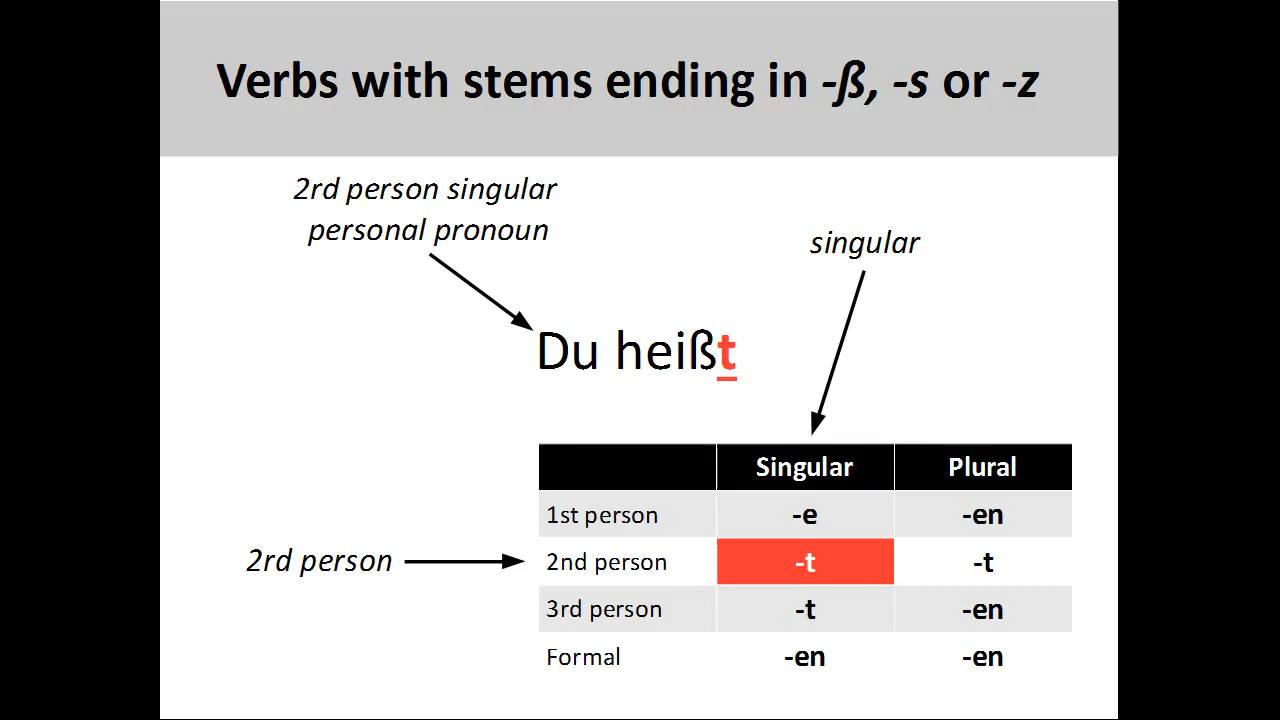 Verbs with stems ending in -ß, -s or -z
2rd person singular
personal pronoun
singular
Du heißt
Singular Plural
1st person -e -en
2rd person 2nd person -t -t
3rd person -t -en
Formal -en -en